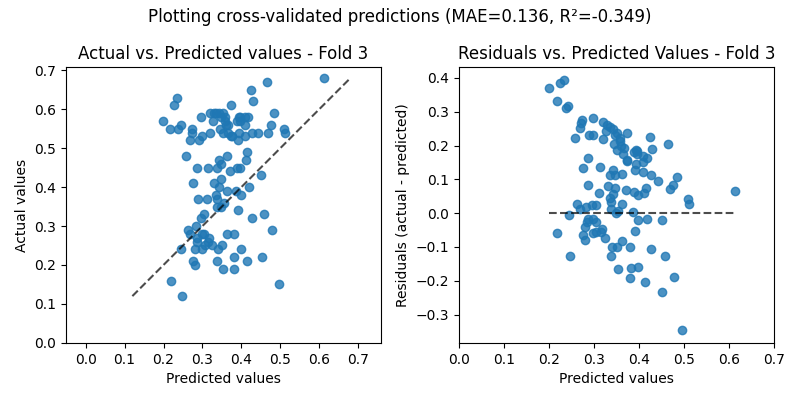 Plotting cross-validated predictions (MAE=0.136, R²=-0.349)
Actual vs. Predicted values - Fold 3
Actual values
0.7
0.6
0.5
0.4
0.3
0.2
0.1
0.0
0.0 0.1 0.2 0.3 0.4 0.5 0.6 0.7
Predicted values
Residuals vs. Predicted Values - Fold 3
Residuals (actual - predicted)
0.4
0.3
0.2
0.1
0.0
−0.1
−0.2
−0.3
0.0 0.1 0.2 0.3 0.4 0.5 0.6 0.7
Predicted values